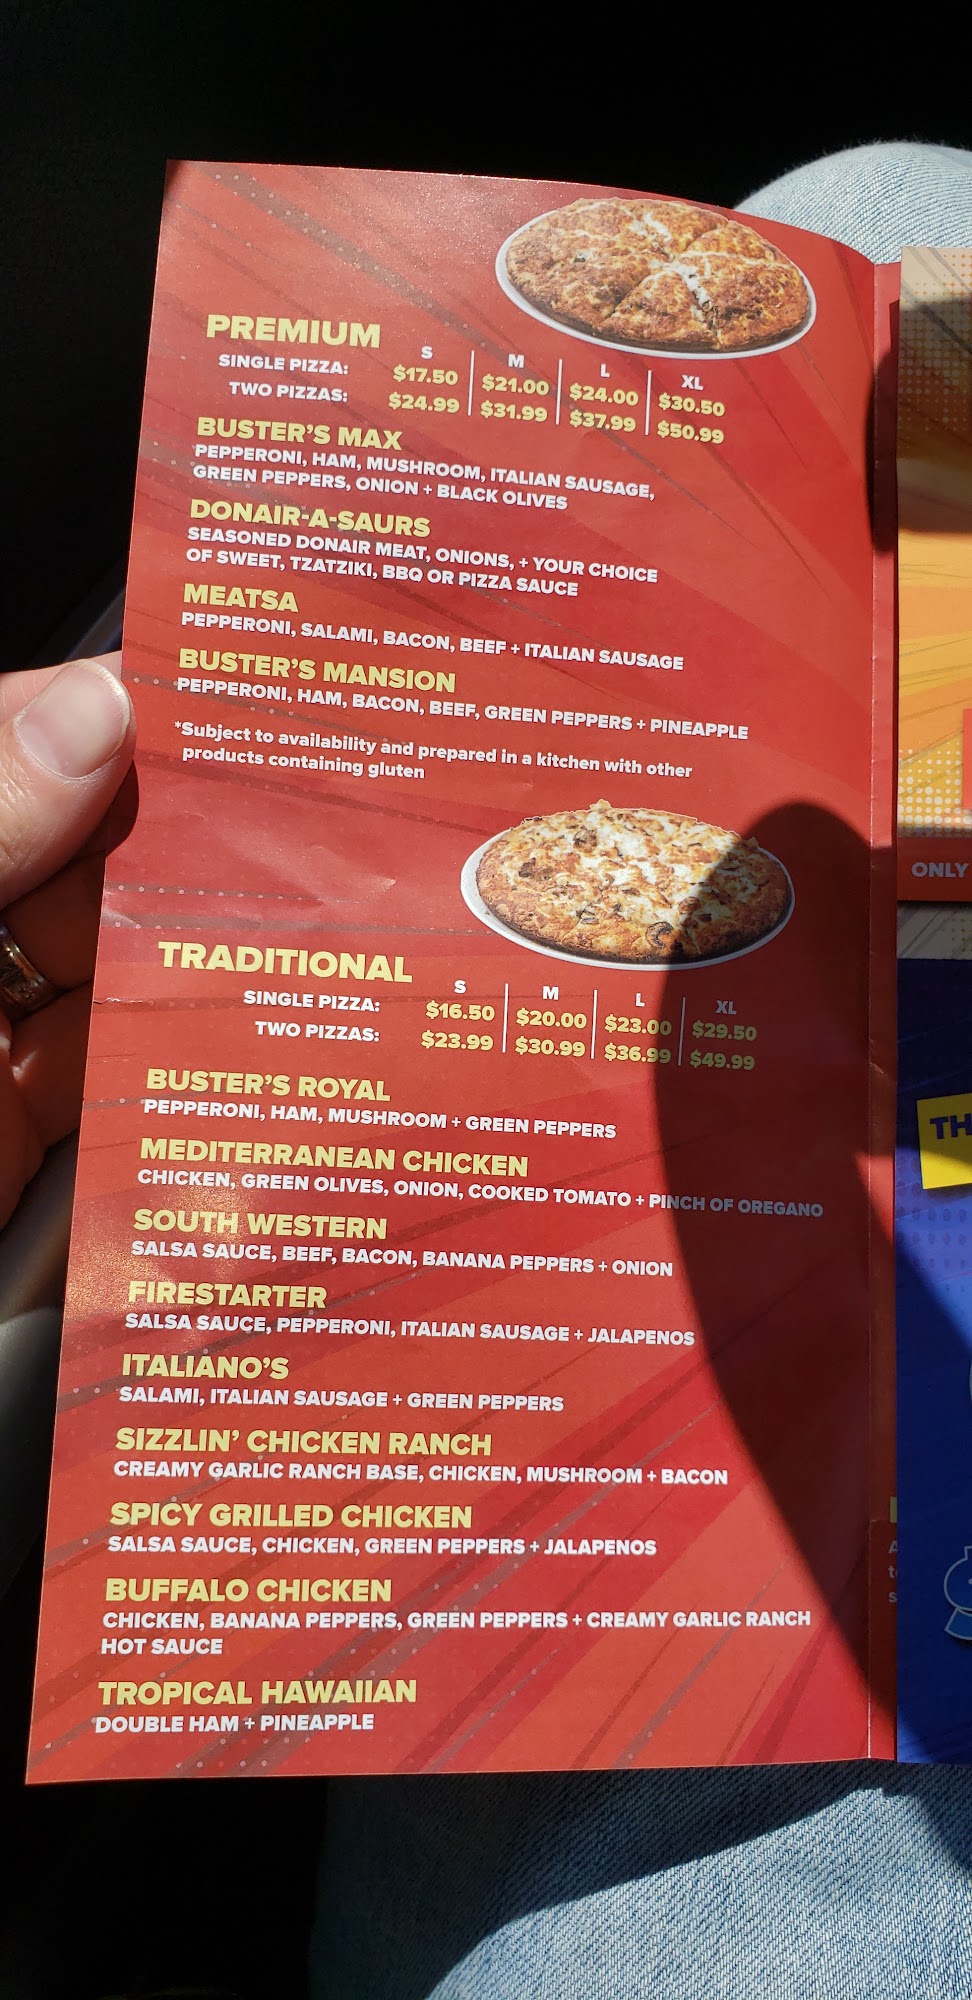 PREMIUM
S M L XL
SINGLE PIZZA: $17.50 $21.00 $24.00 $30.50
TWO PIZZAS: $24.99 $31.99 $37.99 $50.99
BUSTER'S MAX
PEPPERONI, HAM, MUSHROOM, ITALIAN SAUSAGE,
GREEN PEPPERS, ONION + BLACK OLIVES
DONAIR-A-SAURS
SEASONED DONAIR MEAT, ONIONS, + YOUR CHOICE
OF SWEET, TZATZIKI, BBQ OR PIZZA SAUCE
MEATSA
PEPPERONI, SALAMI, BACON, BEEF + ITALIAN SAUSAGE
BUSTER'S MANSION
PEPPERONI, HAM, BACON, BEEF, GREEN PEPPERS + PINEAPPLE
*Subject to availability and prepared in a kitchen with other
products containing gluten
TRADITIONAL
S M L XL
SINGLE PIZZA: $16.50 $20.00 $23.00 $29.50
TWO PIZZAS: $23.99 $30.99 $36.99 $49.99
BUSTER'S ROYAL
PEPPERONI, HAM, MUSHROOM + GREEN PEPPERS
MEDITERRANEAN CHICKEN
CHICKEN, GREEN OLIVES, ONION, COOKED TOMATO + PINCH OF OREGANO
SOUTH WESTERN
SALSA SAUCE, BEEF, BACON, BANANA PEPPERS + ONION
FIRESTARTER
SALSA SAUCE, PEPPERONI, ITALIAN SAUSAGE + JALAPENOS
ITALIANO'S
SALAMI, ITALIAN SAUSAGE + GREEN PEPPERS
SIZZLIN' CHICKEN RANCH
CREAMY GARLIC RANCH BASE, CHICKEN, MUSHROOM + BACON
SPICY GRILLED CHICKEN
SALSA SAUCE, CHICKEN, GREEN PEPPERS + JALAPENOS
BUFFALO CHICKEN
CHICKEN, BANANA PEPPERS, GREEN PEPPERS + CREAMY GARLIC RANCH
HOT SAUCE
TROPICAL HAWAIIAN
DOUBLE HAM + PINEAPPLE
ONLY
TH